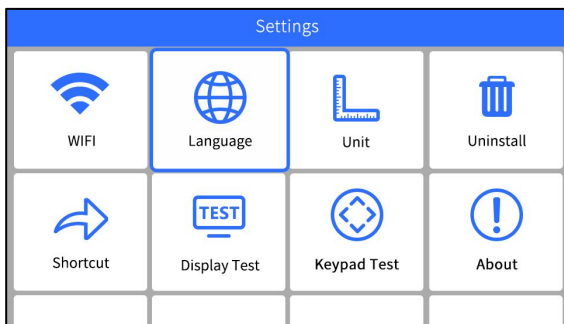 Settings
WIFI
Language
Unit
Uninstall
Shortcut
TEST
Display Test
Keypad Test
About